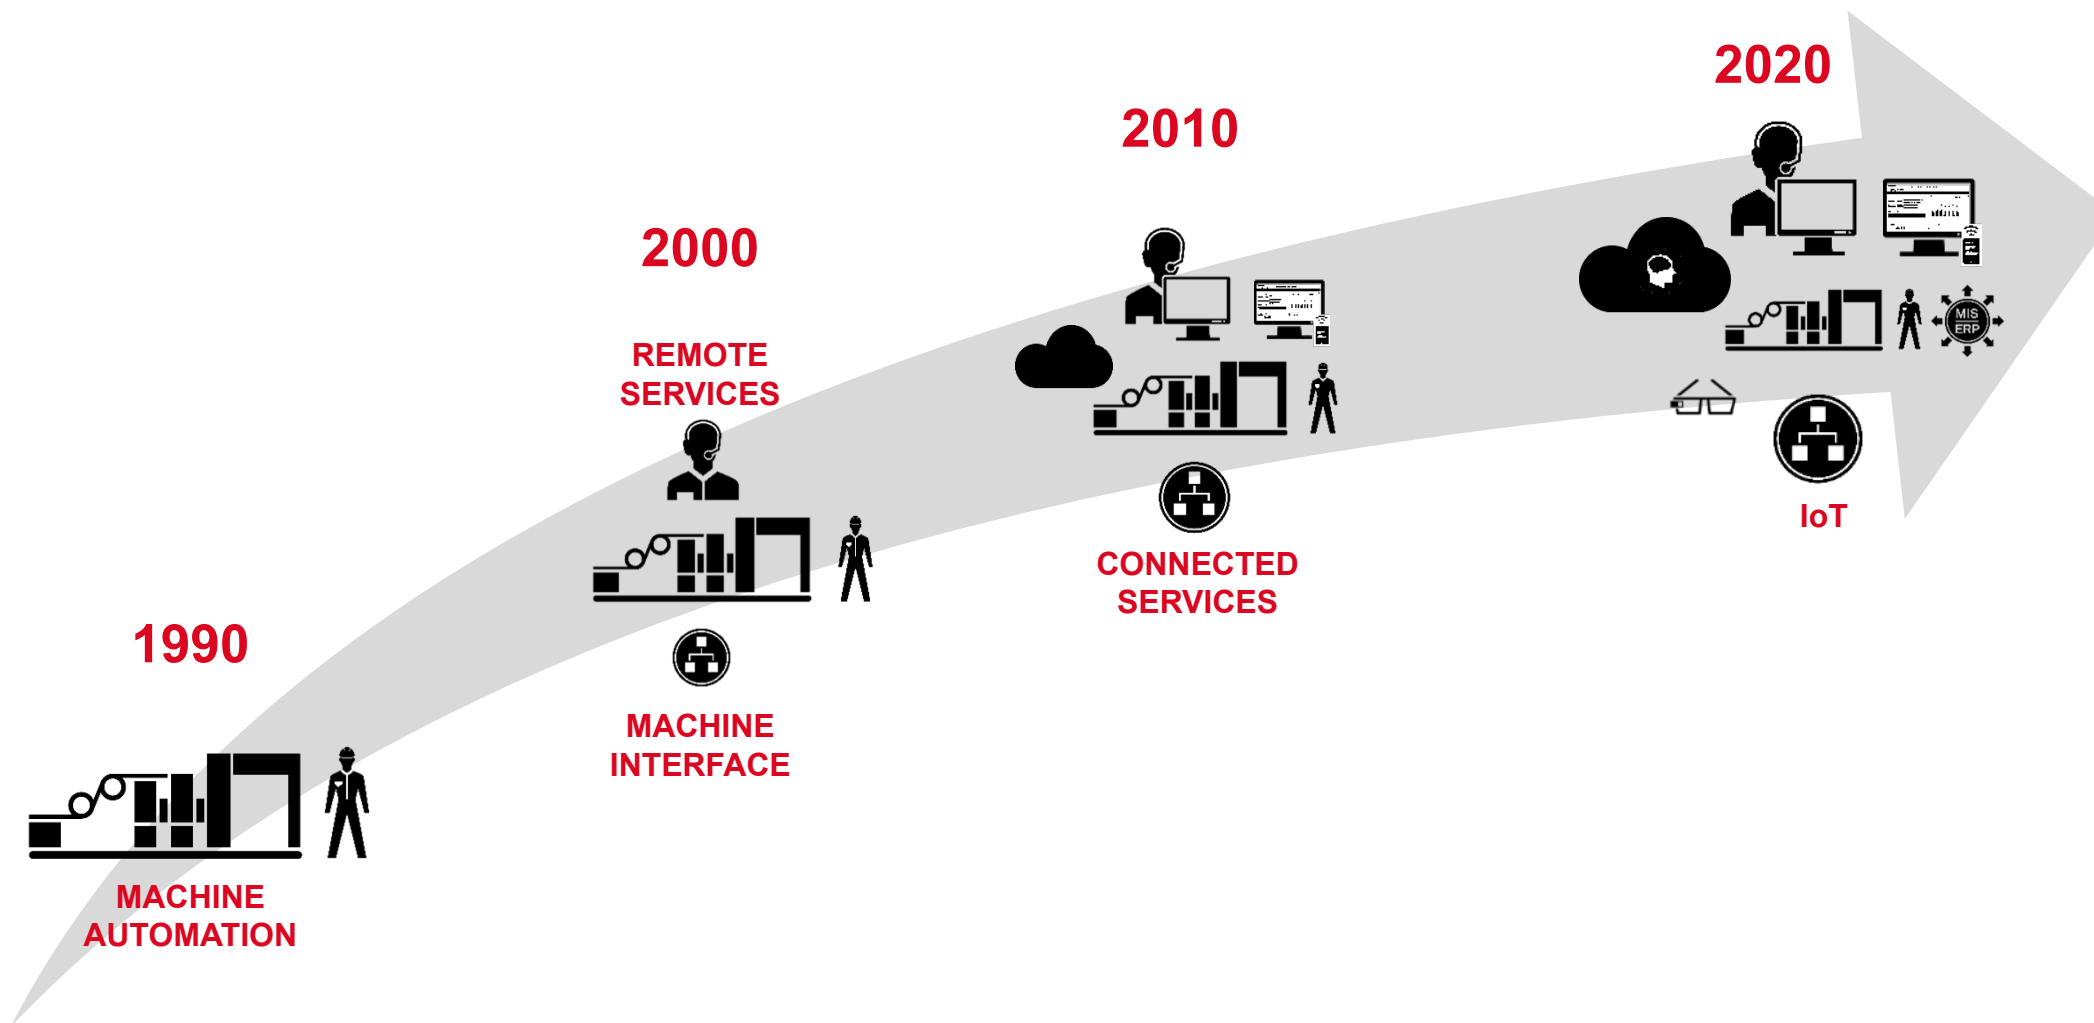 1990
MACHINE
AUTOMATION
2000
REMOTE
SERVICES
MACHINE
INTERFACE
2010
CONNECTED
SERVICES
2020
MIS
ERP
IoT